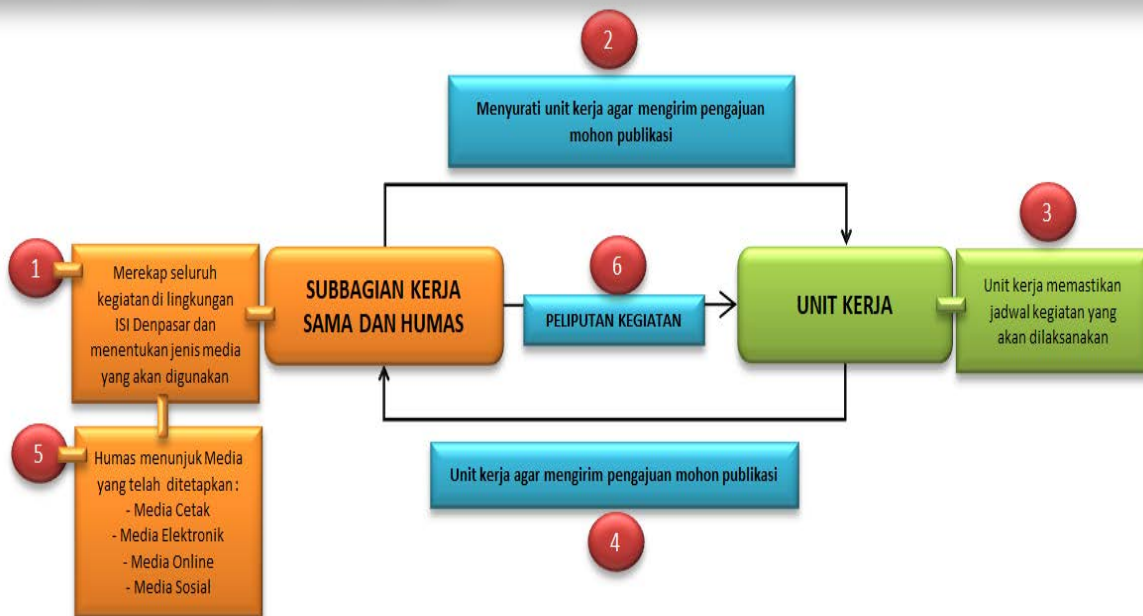 2
Menyurati unit kerja agar mengirim pengajuan
mohon publikasi
1
Merekap seluruh
kegiatan di lingkungan
ISI Denpasar dan
menentukan jenis media
yang akan digunakan
SUBBAGIAN KERJA
SAMA DAN HUMAS
6
PELIPUTAN KEGIATAN
UNIT KERJA
3
Unit kerja memastikan
jadwal kegiatan yang
akan dilaksanakan
5
Humas menunjuk Media
yang telah ditetapkan :
- Media Cetak
- Media Elektronik
- Media Online
- Media Sosial
Unit kerja agar mengirim pengajuan mohon publikasi
4